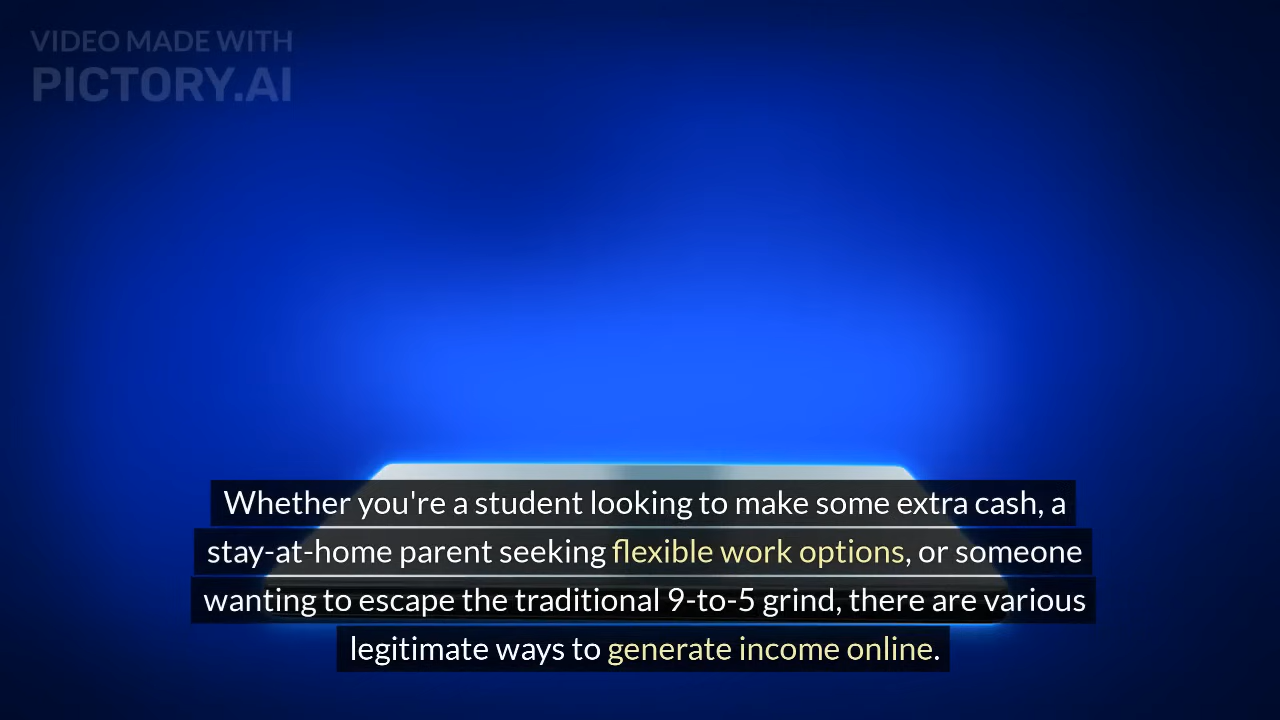 VIDEO MADE WITH
PICTORY.AI
Whether you're a student looking to make some extra cash, a
stay-at-home parent seeking flexible work options, or someone
wanting to escape the traditional 9-to-5 grind, there are various
legitimate ways to generate income online.